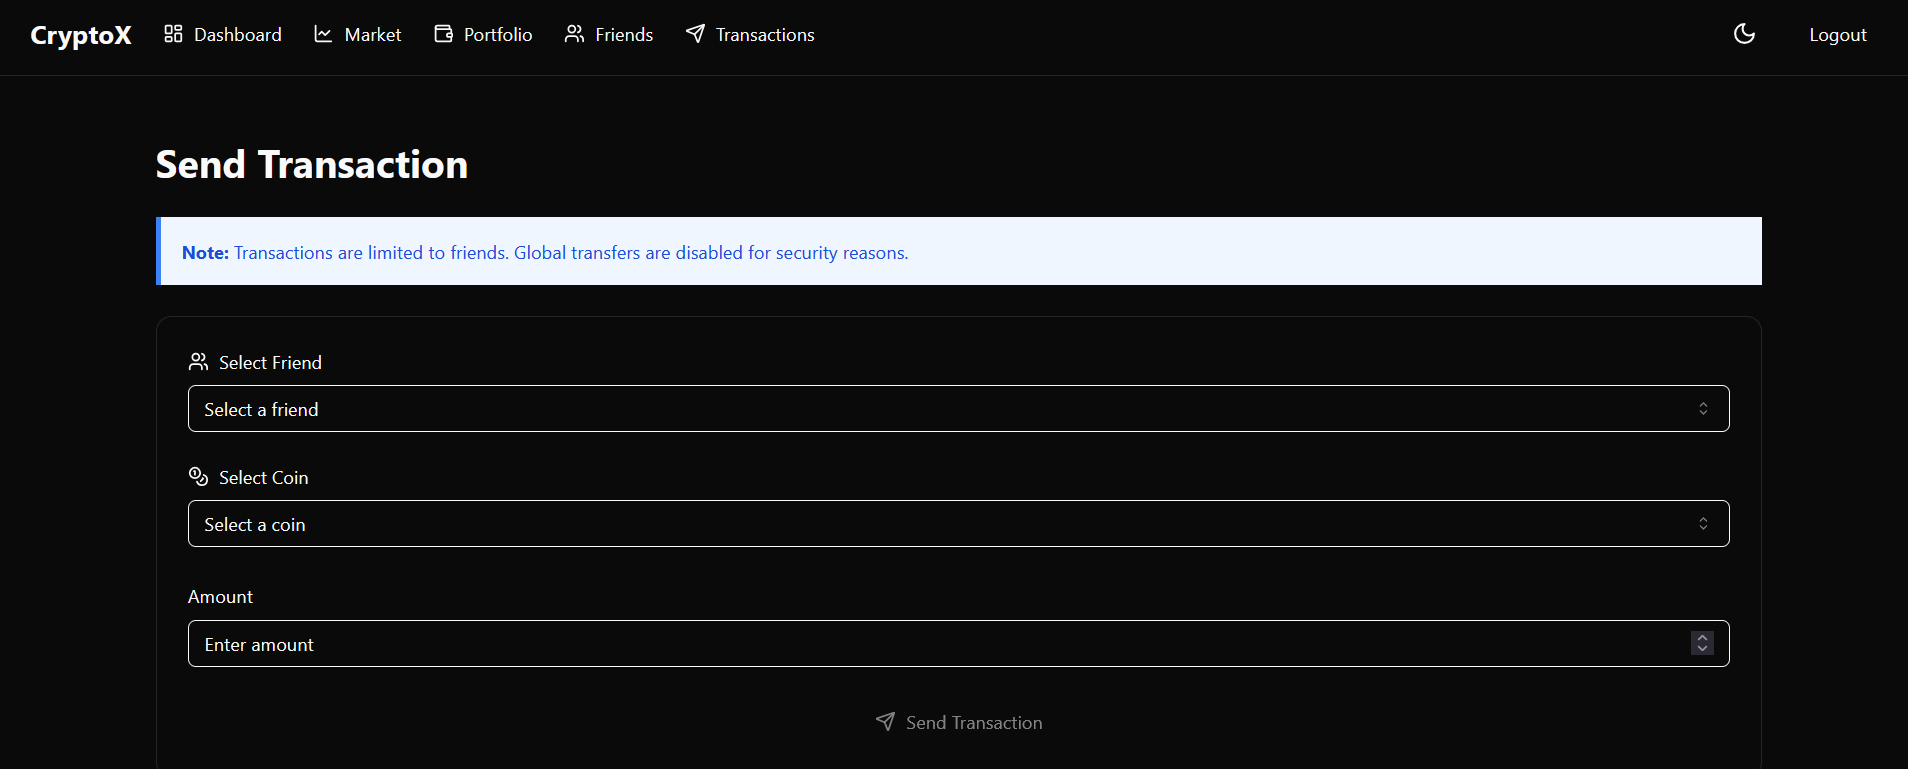 CryptoX Dashboard Market Portfolio Friends Transactions Logout
Send Transaction
Note: Transactions are limited to friends. Global transfers are disabled for security reasons.
Select Friend
Select a friend
Select Coin
Select a coin
Amount
Enter amount
Send Transaction